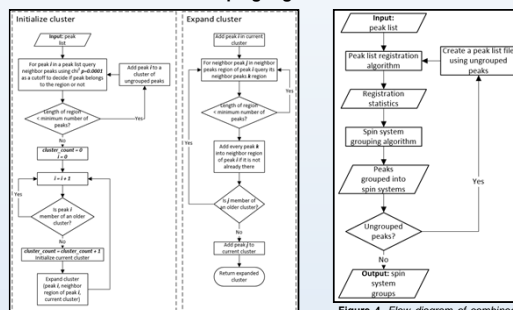 Initialize cluster
Input: peak
list
For peak i in a peak list query
neighbor peaks using chi² p-0.0001
as a cutoff to decide if peak belongs
to the region or not
Add peak i to a
cluster of
ungrouped peaks
Length of region
< minimum number of
peaks?
Yes
No
cluster_count = 0
i = 0
i = i + 1
Yes
Is peak i
member of an older
cluster?
No
cluster_count = cluster_count + 1
Initialize current cluster
Expand cluster
(peak i, neighbor
region of peak i,
current cluster)
Expand cluster
Add peak i in current
cluster
For neighbor peak j in neighbor
peaks region of peak i query its
neighbor peaks k region
Length of region
< minimum number of
peaks?
Yes
No
Add every peak k
into neighbor region
of peak i if it is not
already there
Yes
Is j member
of an older cluster?
No
Add peak j to
current cluster
Return expanded
cluster
Input:
peak list
Peak list registration
algorithm
Create a peak list file
using ungrouped
peaks
Registration
statistics
Spin system
grouping algorithm
Peaks
grouped into
spin systems
Yes
Ungrouped
peaks?
No
Output: spin
system
groups
Figure 4. Flow diagram of combined